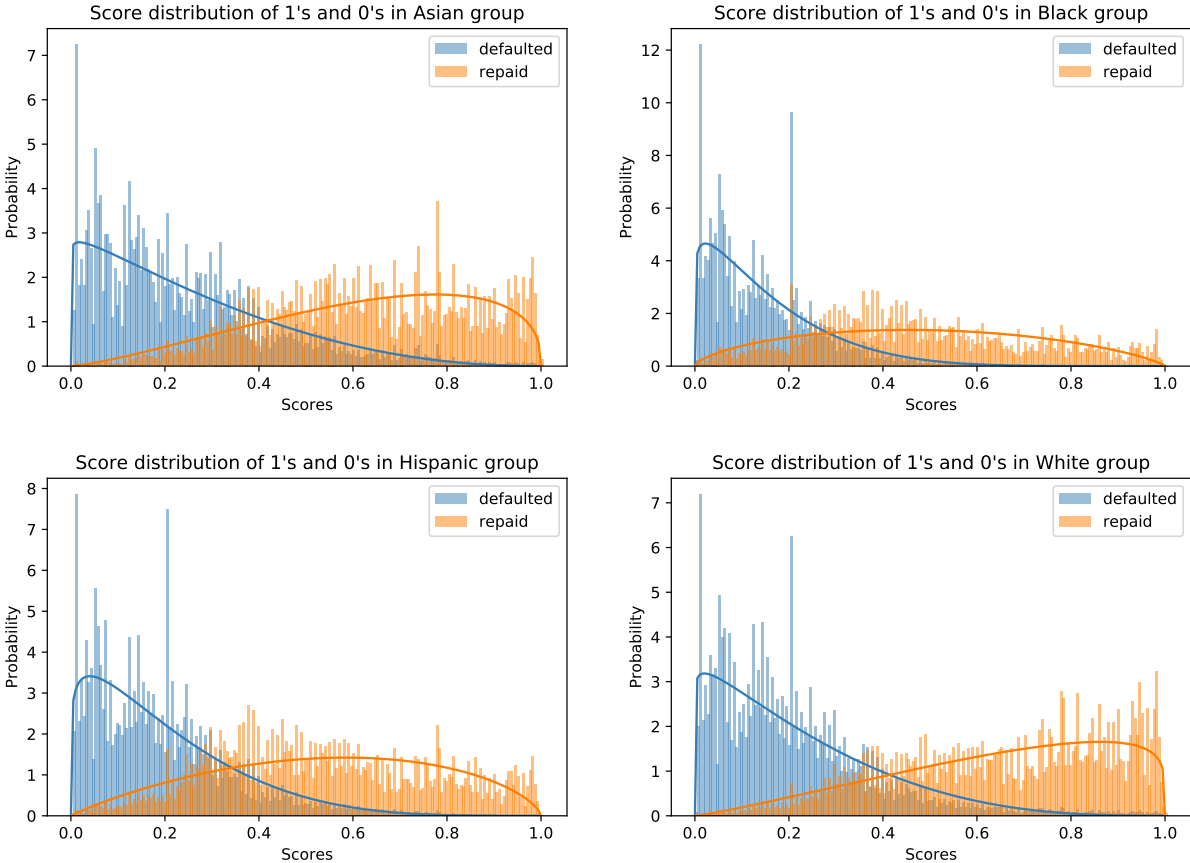 Score distribution of 1's and 0's in Asian group
defaulted
repaid
7
6
5
4
3
2
1
0
Probability
0.0 0.2 0.4 0.6 0.8 1.0
Scores
Score distribution of 1's and 0's in Black group
defaulted
repaid
12
10
8
6
4
2
0
Probability
0.0 0.2 0.4 0.6 0.8 1.0
Scores
Score distribution of 1's and 0's in Hispanic group
defaulted
repaid
8
7
6
5
4
3
2
1
0
Probability
0.0 0.2 0.4 0.6 0.8 1.0
Scores
Score distribution of 1's and 0's in White group
defaulted
repaid
7
6
5
4
3
2
1
0
Probability
0.0 0.2 0.4 0.6 0.8 1.0
Scores